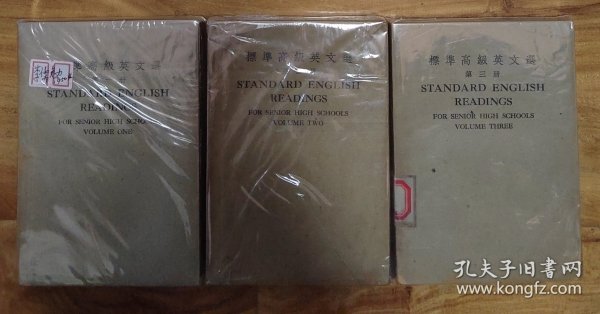 準高級英文選
STANDARD ENGLISH
READINGS
FOR SENIOR HIGH SCHOOLS
VOLUME ONE
標準高級英文選
STANDARD ENGLISH
READINGS
FOR SENIOR HIGH SCHOOLS
VOLUME TWO
標準高級英文選
第三册
STANDARD ENGLISH
READINGS
FOR SENIOR HIGH SCHOOLS
VOLUME THREE
孔夫子旧书网
www.kongfz.com